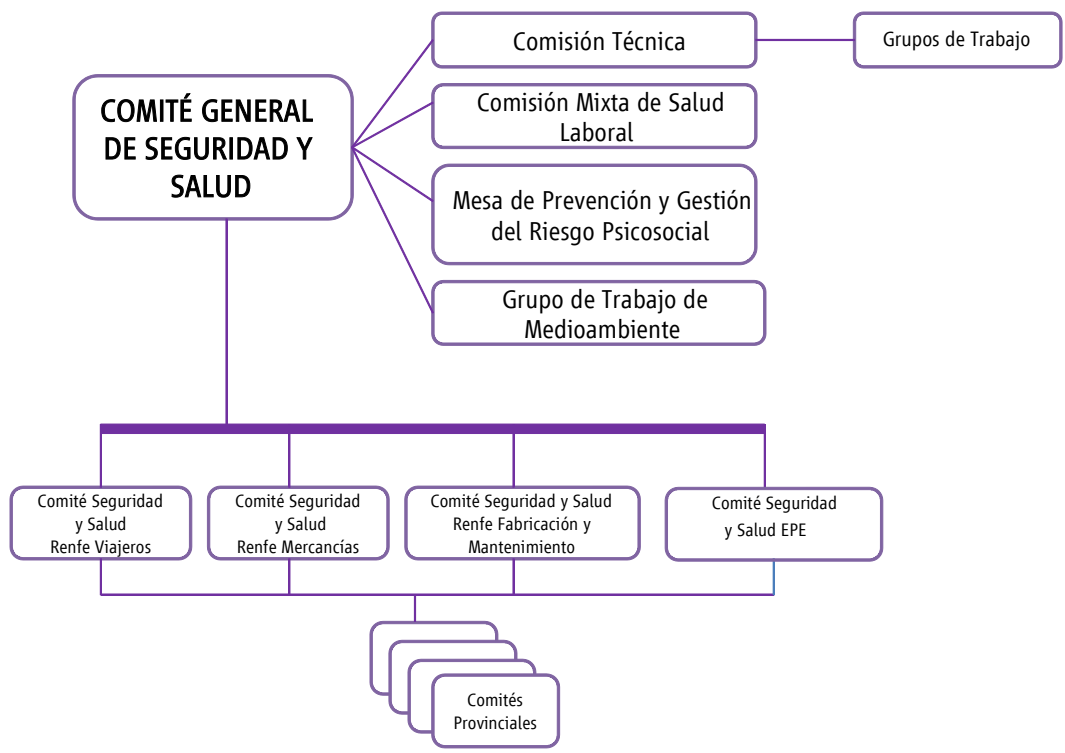 COMITÉ GENERAL
DE SEGURIDAD Y
SALUD
Comisión Técnica
Grupos de Trabajo
Comisión Mixta de Salud
Laboral
Mesa de Prevención y Gestión
del Riesgo Psicosocial
Grupo de Trabajo de
Medioambiente
Comité Seguridad
y Salud
Renfe Viajeros
Comité Seguridad
y Salud
Renfe Mercancías
Comité Seguridad y Salud
Renfe Fabricación y
Mantenimiento
Comité Seguridad
y Salud EPE
Comités
Provinciales